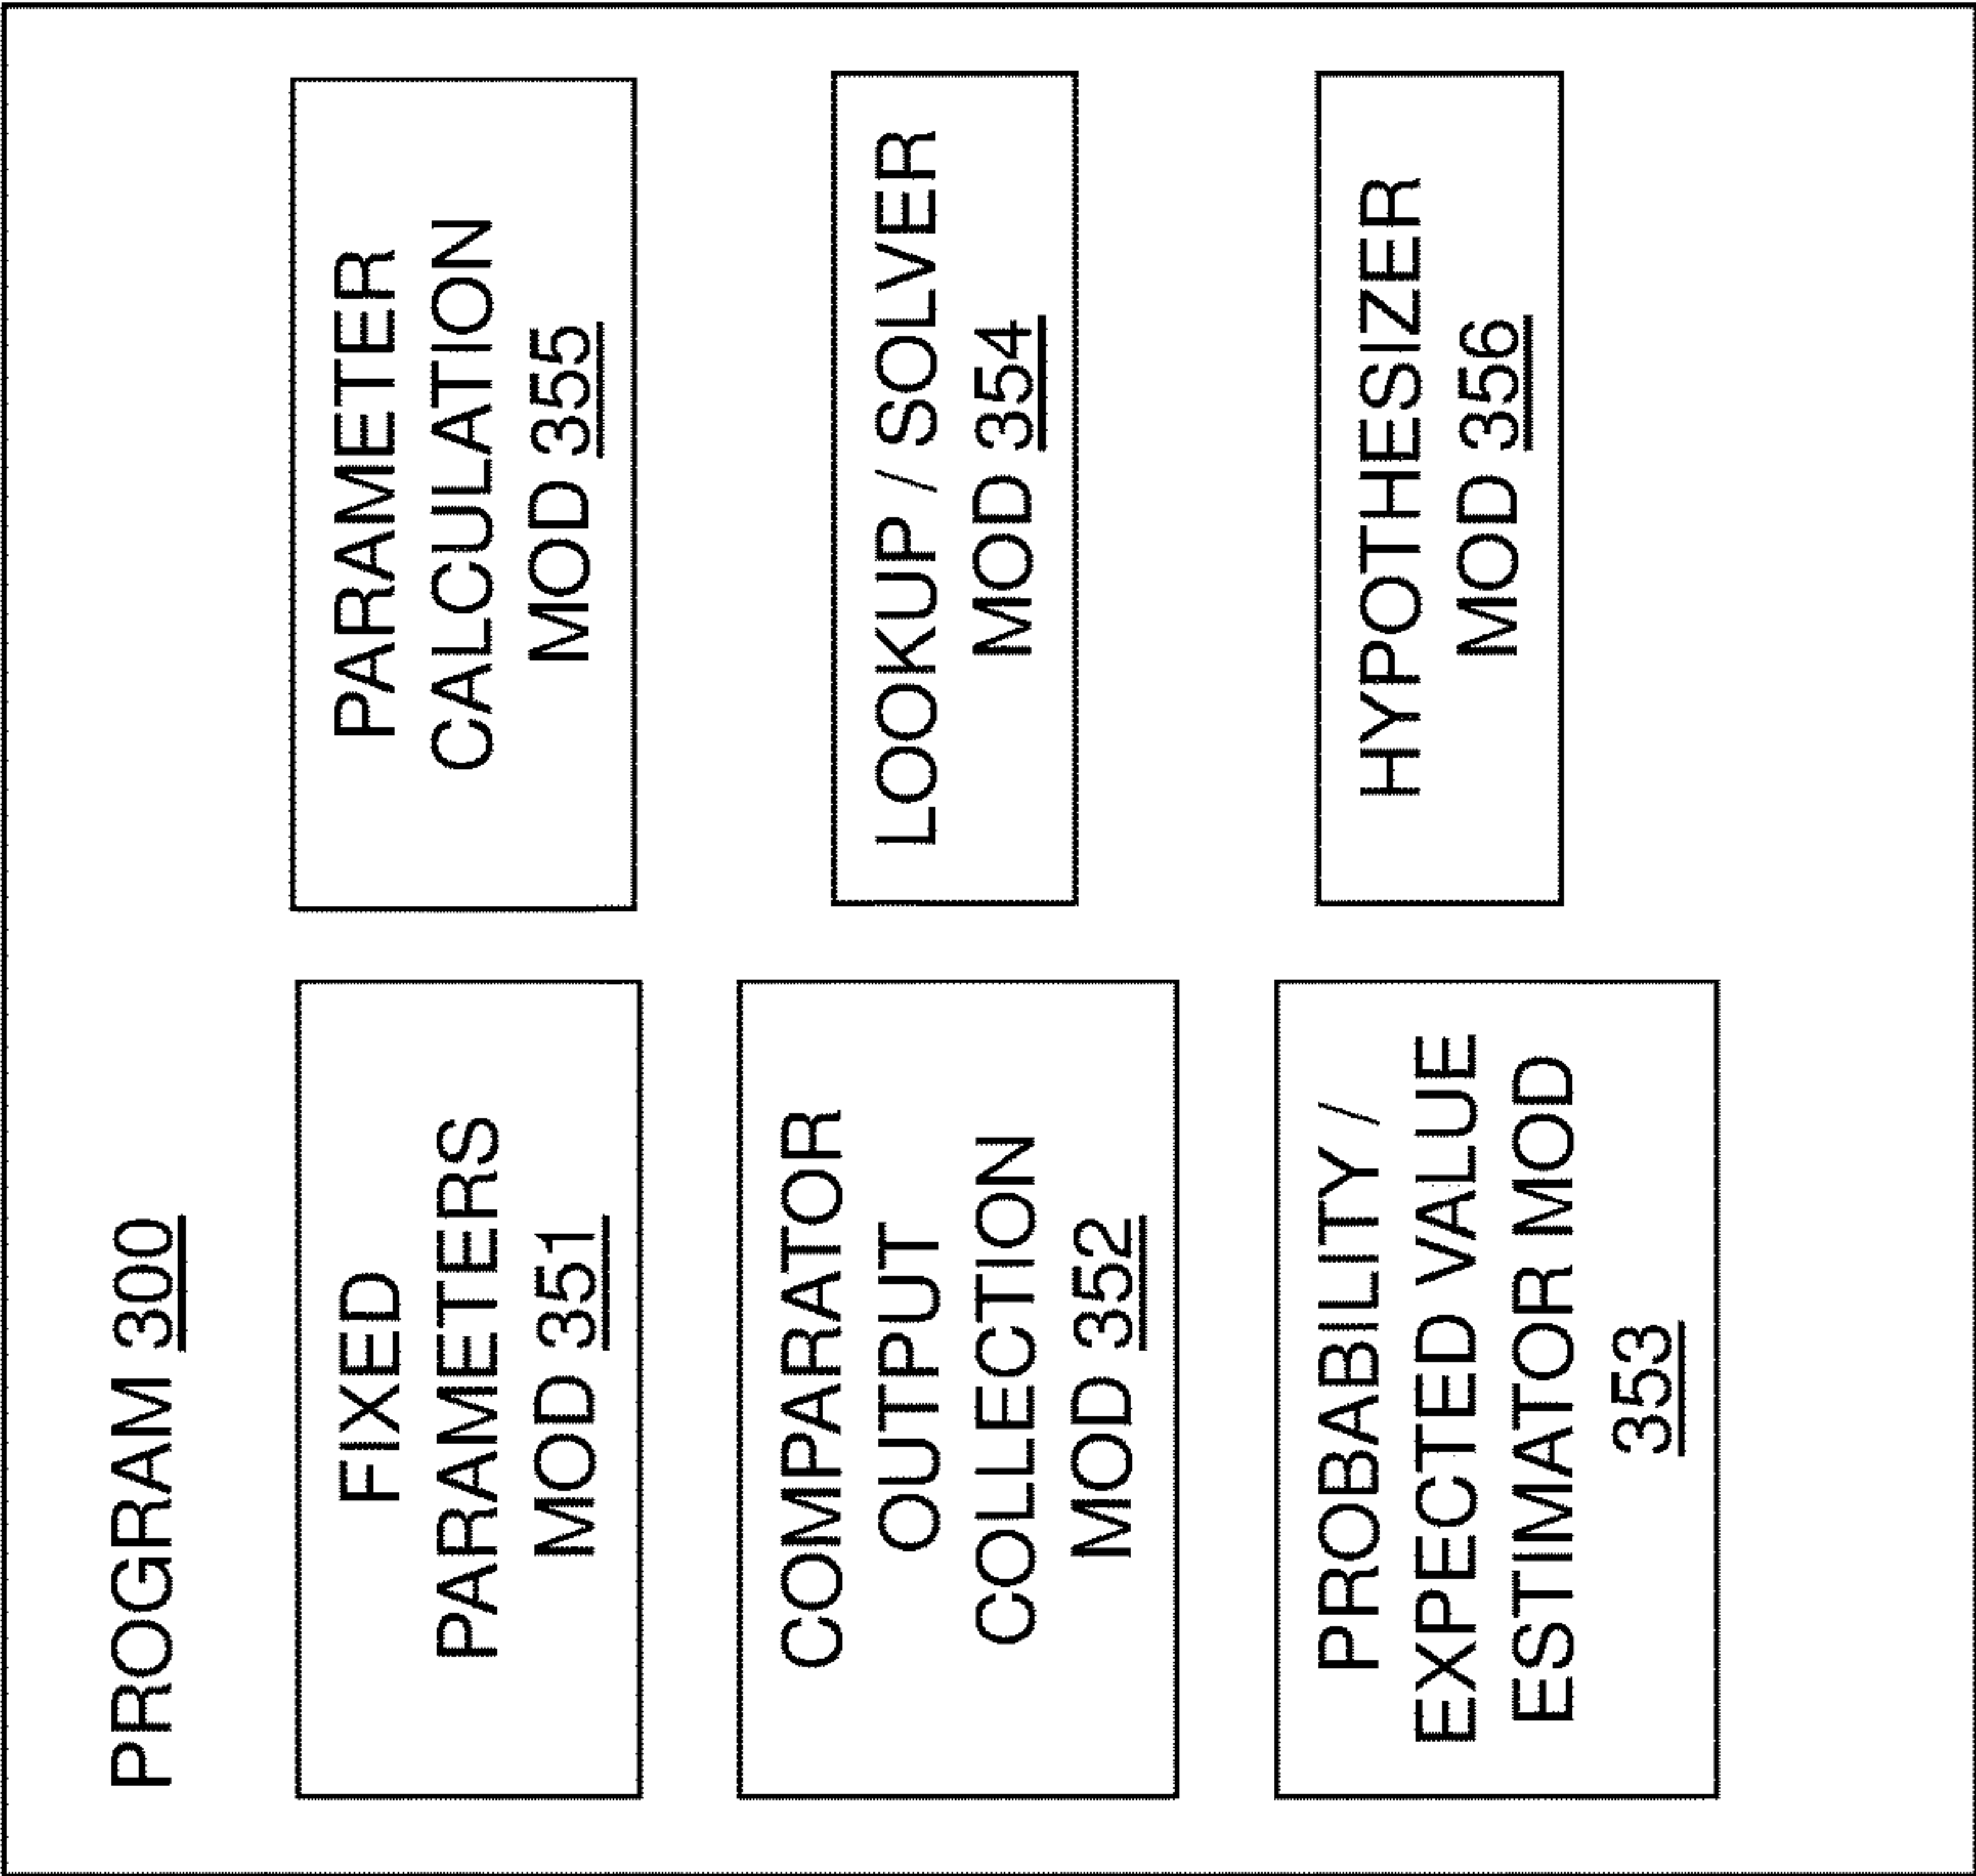 PROGRAM 300
FIXED
PARAMETERS
MOD 351
PARAMETER
CALCULATION
MOD 355
COMPARATOR
OUTPUT
COLLECTION
MOD 352
LOOKUP / SOLVER
MOD 354
PROBABILITY /
EXPECTED VALUE
ESTIMATOR MOD
353
HYPOTHESIZER
MOD 356